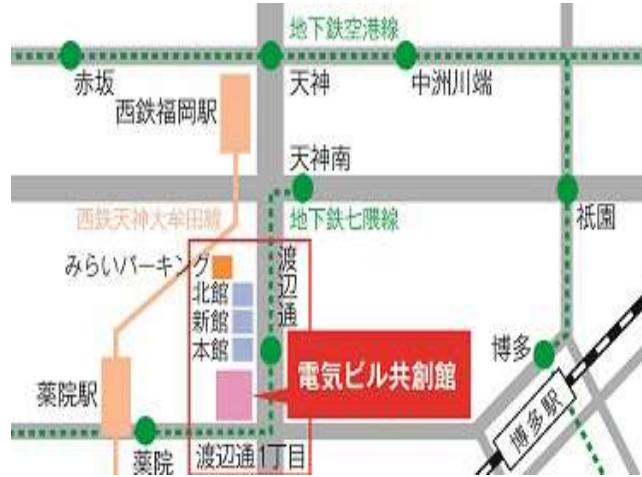 地下鉄空港線
赤坂
天神
中洲川端
西鉄福岡駅
天神南
西鉄天神大牟田線
地下鉄七隈線
祇園
みらいパーキング
渡辺通
北館
新館
本館
電気ビル共創館
博多
薬院駅
博多駅
薬院
渡辺通1丁目